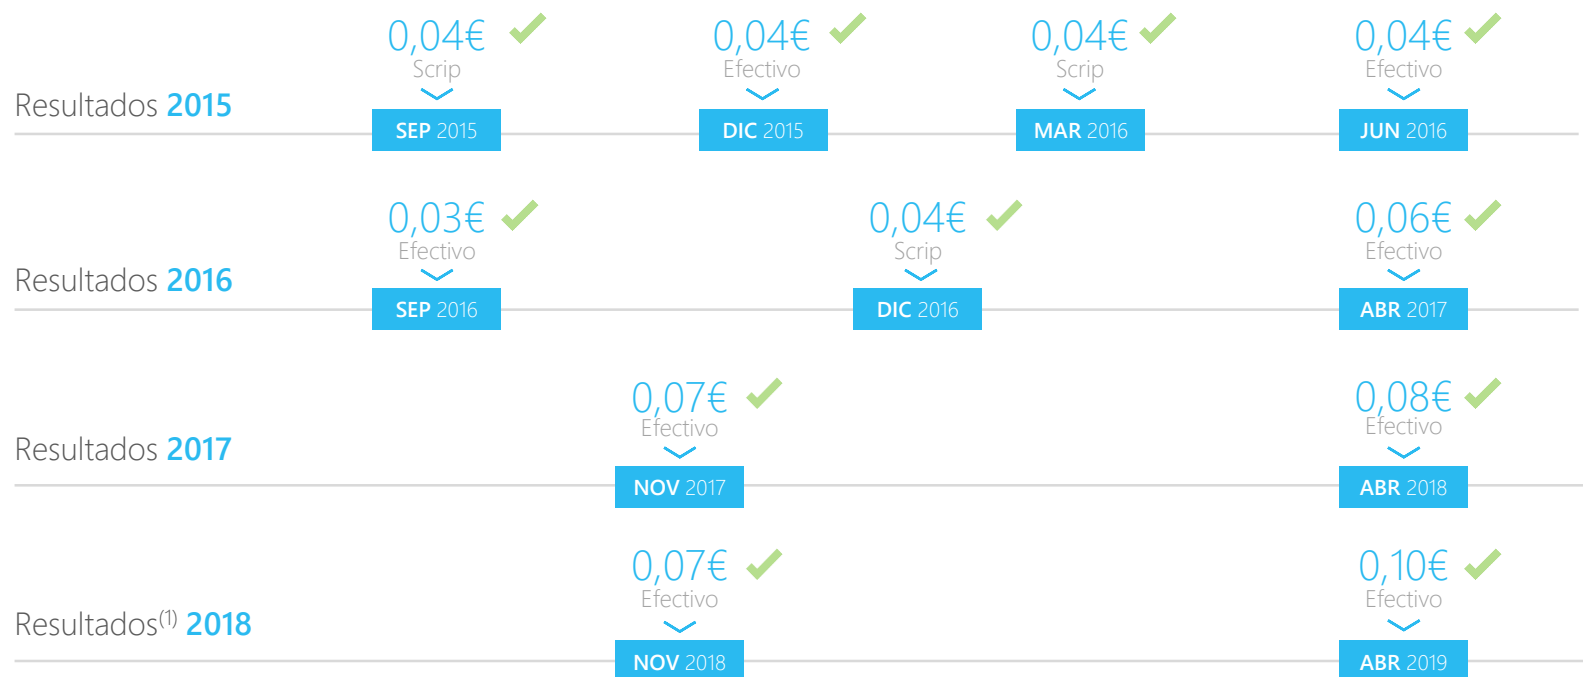 0,04€ 0,04€ 0,04€ 0,04€
Scrip Efectivo Scrip Efectivo
Resultados 2015
SEP 2015 DIC 2015 MAR 2016 JUN 2016
0,03€ 0,04€ 0,06€
Efectivo Scrip Efectivo
Resultados 2016
SEP 2016 DIC 2016 ABR 2017
0,07€ 0,08€
Efectivo Efectivo
Resultados 2017
NOV 2017 ABR 2018
0,07€ 0,10€
Efectivo Efectivo
Resultados(1) 2018
NOV 2018 ABR 2019